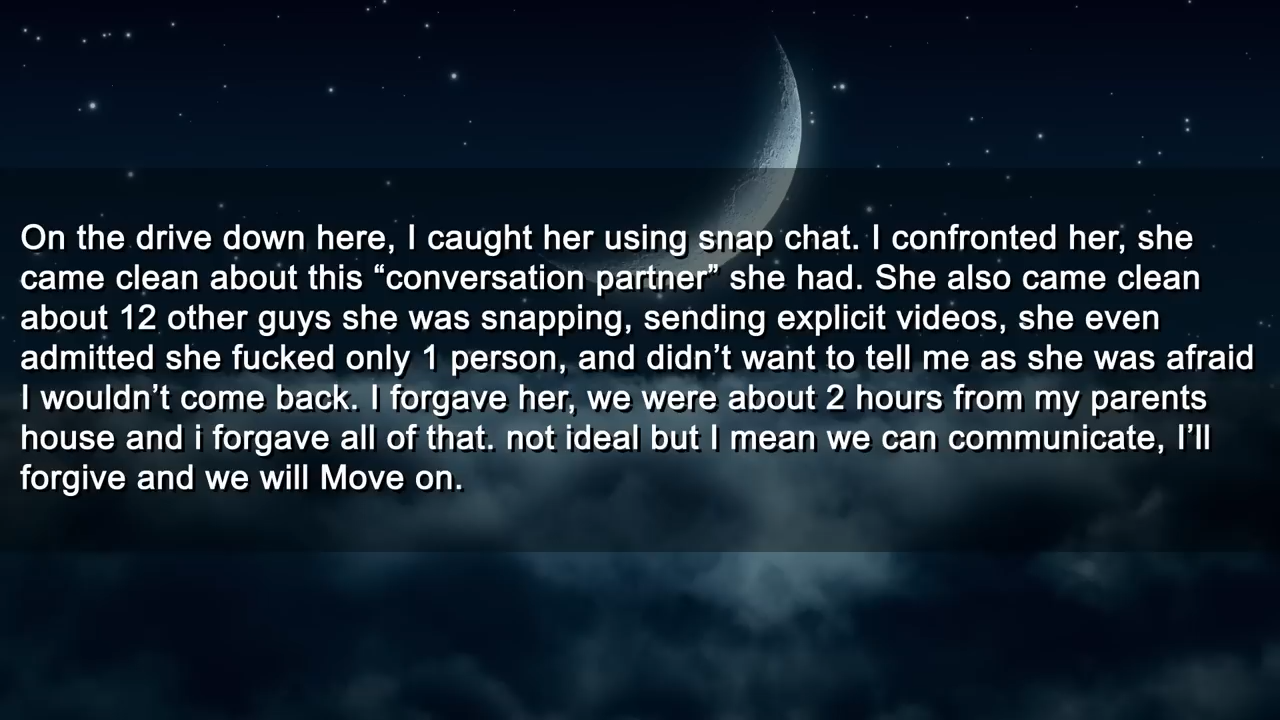 On the drive down here, I caught her using snap chat. I confronted her, she
came clean about this “conversation partner” she had. She also came clean
about 12 other guys she was snapping, sending explicit videos, she even
admitted she fucked only 1 person, and didn’t want to tell me as she was afraid
I wouldn’t come back. I forgave her, we were about 2 hours from my parents
house and i forgave all of that. not ideal but I mean we can communicate, I’ll
forgive and we will Move on.